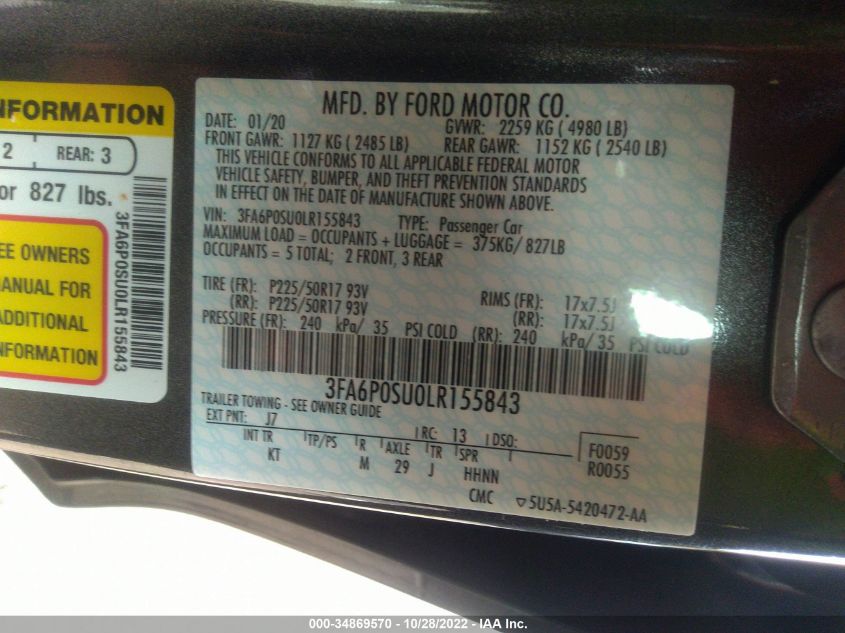 NFORMATION
2 REAR: 3
or 827 lbs.
EE OWNERS
MANUAL FOR
ADDITIONAL
NFORMATION
3FA6P0SU0LR155843
MFD. BY FORD MOTOR CO.
DATE: 01/20 GVWR: 2259 KG ( 4980 LB)
FRONT GAWR: 1127 KG ( 2485 LB) REAR GAWR: 1152 KG ( 2540 LB)
THIS VEHICLE CONFORMS TO ALL APPLICABLE FEDERAL MOTOR
VEHICLE SAFETY, BUMPER, AND THEFT PREVENTION STANDARDS
IN EFFECT ON THE DATE OF MANUFACTURE SHOWN ABOVE.
VIN: 3FA6P0SU0LR155843 TYPE: Passenger Car
MAXIMUM LOAD = OCCUPANTS + LUGGAGE = 375KG/ 827LB
OCCUPANTS = 5 TOTAL; 2 FRONT, 3 REAR
TIRE (FR): P225/50R17 93V RIMS (FR): 17x7.5J
(RR): P225/50R17 93V (RR): 17x7.5J
PRESSURE (FR): 240 kPa/ 35 PSI COLD (RR): 240 kPa/ 35 PSI COLD
3FA6P0SU0LR155843
TRAILER TOWING - SEE OWNER GUIDE
EXT PNT: J7 RC: 13 DSO: F0059
INT TR TP/PS R AXLE TR SPR R0055
KT M 29 J HHNN
CMC 5U5A-5420472-AA
000-34869570 | 10/28/2022 - IAA Inc.